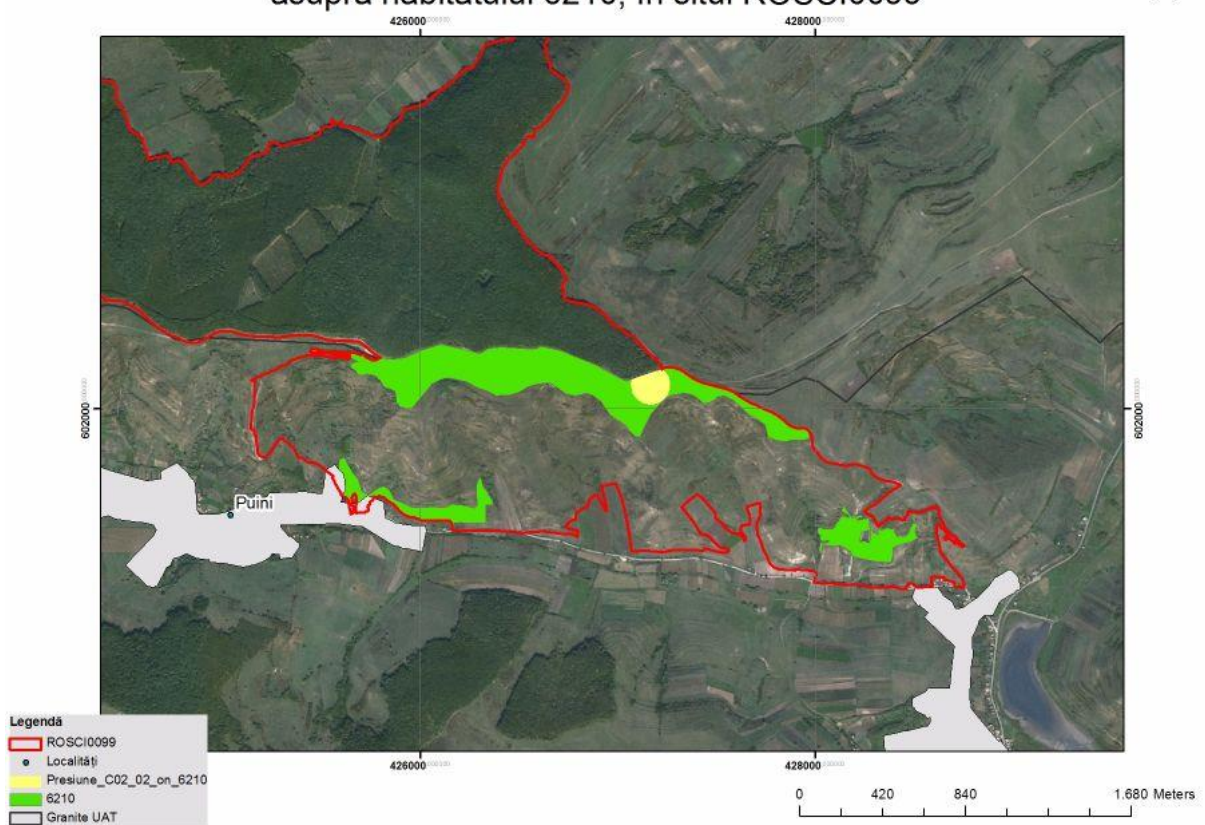 asupra habitatului 6210, în situl ROSCI0099
426000
428000
602000
602000
Puini
426000
428000
Legendă
ROSCI0099
Localități
Presiune_C02_02_on_6210
6210
Granite UAT
0 420 840 1.680 Meters